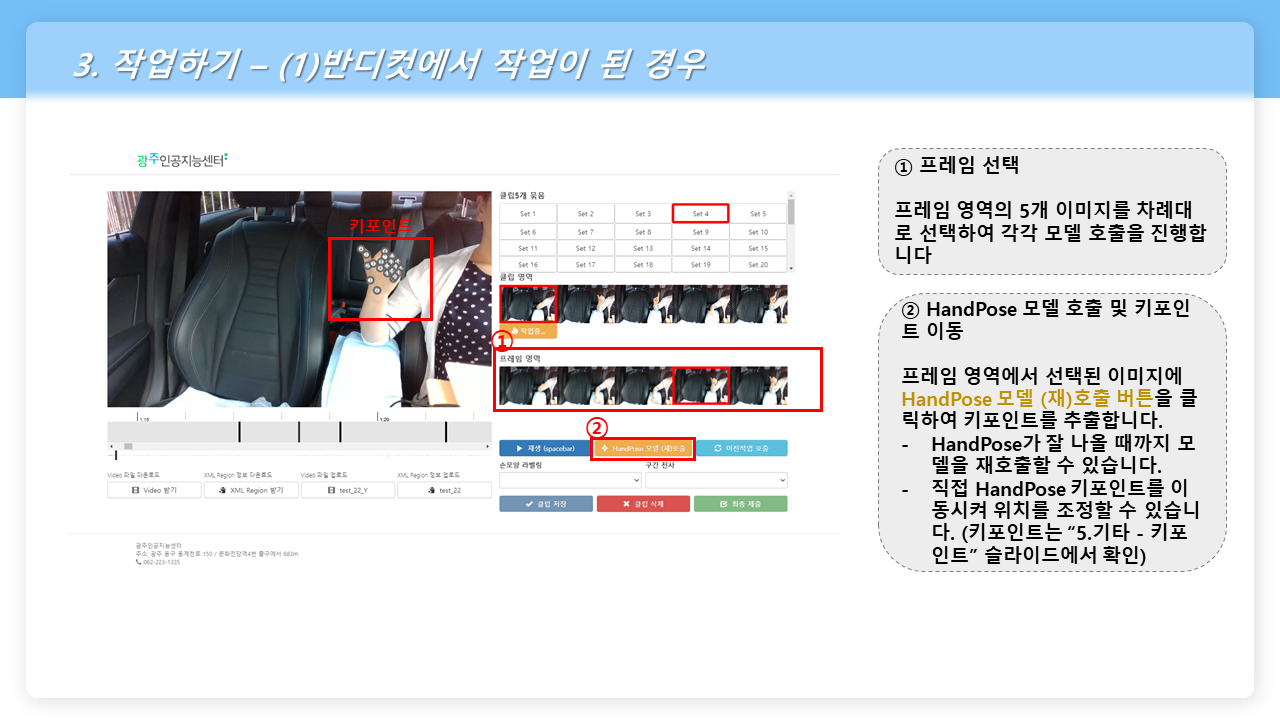 3. 작업하기 – (1)반디컷에서 작업이 된 경우
광주인공지능센터
키포인트
1:15
1:20
Video 파일 다운로드
XML Region 정보 다운로드
Video 파일 업로드
XML Region 정보 업로드
Video 받기
XML Region 받기
test_22_Y
test_22
클립5개 묶음
Set 1 Set 2 Set 3 Set 4 Set 5
Set 6 Set 7 Set 8 Set 9 Set 10
Set 11 Set 12 Set 13 Set 14 Set 15
Set 16 Set 17 Set 18 Set 19 Set 20
클립 영역
작업중...
①
프레임 영역
②
재생 (spacebar)
HandPose 모델 (재)호출
이전작업 호출
손모양 라벨링
구간 전사
클립 저장
클립 삭제
최종 제출
광주인공지능센터
주소: 광주 동구 동계천로 150 / 문화전당역4번 출구에서 683m
062-223-1335
① 프레임 선택
프레임 영역의 5개 이미지를 차례대
로 선택하여 각각 모델 호출을 진행합
니다
② HandPose 모델 호출 및 키포인
트 이동
프레임 영역에서 선택된 이미지에
HandPose 모델 (재)호출 버튼을 클
릭하여 키포인트를 추출합니다.
- HandPose가 잘 나올 때까지 모
델을 재호출할 수 있습니다.
- 직접 HandPose 키포인트를 이
동시켜 위치를 조정할 수 있습니
다. (키포인트는 “5.기타 - 키포
인트” 슬라이드에서 확인)